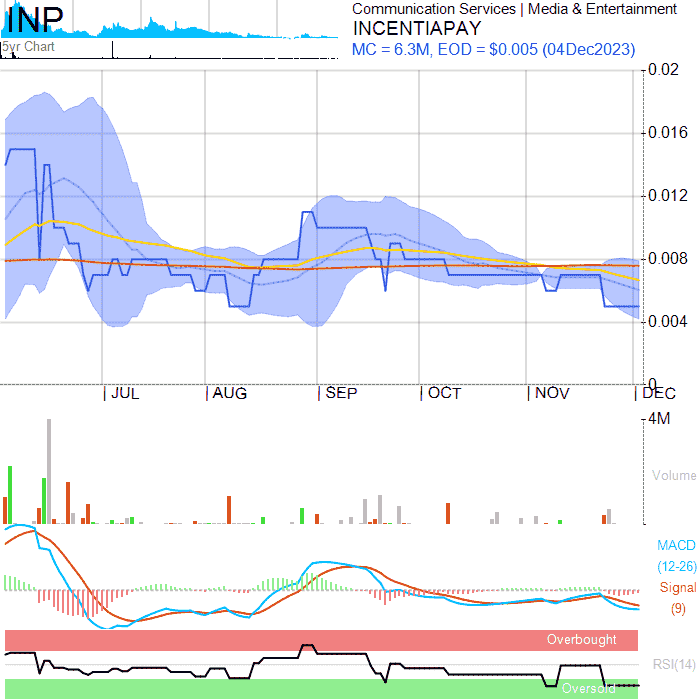 INP
Communication Services | Media & Entertainment
INCENTIAPAY
MC = 6.3M, EOD = $0.005 (04Dec2023)
5yr Chart
0.02
0.016
0.012
0.008
0.004
0
JUL AUG SEP OCT NOV DEC
4M
Volume
MACD
(12-26)
Signal
(9)
Overbought
RSI(14)
Oversold